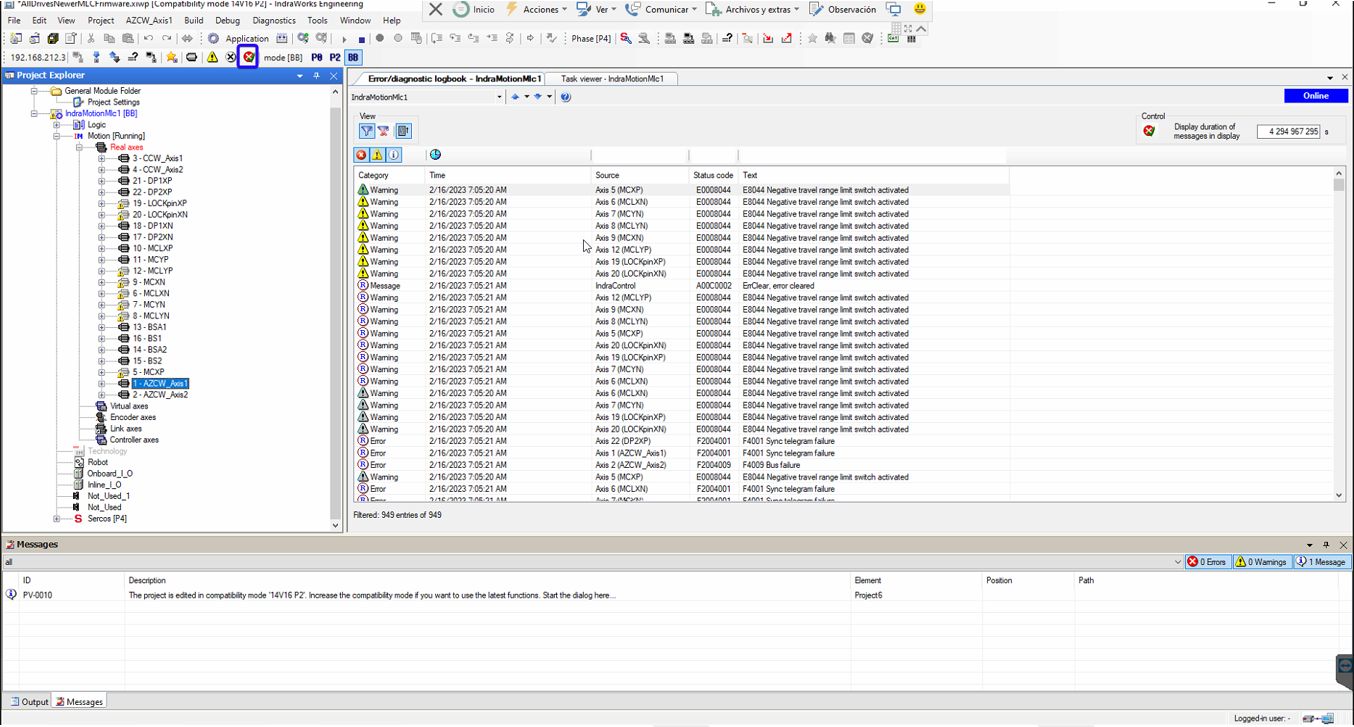 "AllDrivesNewerMLCFrimware.xiwp (Compatibility mode 14V16 P2)" - IndraWorks Engineering
Inicio Acciones Ver Comunicar Archivos y extras Observación
File Edit View Project AZCW_Axis1 Build Debug Diagnostics Tools Window Help
Application Phase [P4]
192.168.212.3 mode [BB] P0 P2 BB
Project Explorer
General Module Folder
Project Settings
IndraMotionMlc1 [BB]
Logic
Motion [Running]
Real axes
3 - CCW_Axis1
4 - CCW_Axis2
21 - DP1XP
22 - DP2XP
19 - LOCKpinXP
20 - LOCKpinXN
18 - DP1XN
17 - DP2XN
10 - MCLXP
11 - MCYP
12 - MCLYP
9 - MCXN
6 - MCLXN
7 - MCYN
8 - MCLYN
13 - BSA1
16 - BS1
14 - BSA2
15 - BS2
5 - MCXP
1 - AZCW_Axis1
2 - AZCW_Axis2
Virtual axes
Encoder axes
Link axes
Controller axes
Technology
Robot
Onboard_I_O
Inline_I_O
Not_Used_1
Not_Used
Sercos [P4]
Error/diagnostic logbook - IndraMotionMlc1 Task viewer - IndraMotionMlc1
IndraMotionMlc1
Online
View
Control
Display duration of messages in display 4 294 967 295 s
Category Time Source Status code Text
Warning 2/16/2023 7:05:20 AM Axis 5 (MCXP) E0008044 E8044 Negative travel range limit switch activated
Warning 2/16/2023 7:05:20 AM Axis 6 (MCLXN) E0008044 E8044 Negative travel range limit switch activated
Warning 2/16/2023 7:05:20 AM Axis 7 (MCYN) E0008044 E8044 Negative travel range limit switch activated
Warning 2/16/2023 7:05:20 AM Axis 8 (MCLYN) E0008044 E8044 Negative travel range limit switch activated
Warning 2/16/2023 7:05:20 AM Axis 9 (MCXN) E0008044 E8044 Negative travel range limit switch activated
Warning 2/16/2023 7:05:20 AM Axis 12 (MCLYP) E0008044 E8044 Negative travel range limit switch activated
Warning 2/16/2023 7:05:20 AM Axis 19 (LOCKpinXP) E0008044 E8044 Negative travel range limit switch activated
Warning 2/16/2023 7:05:20 AM Axis 20 (LOCKpinXN) E0008044 E8044 Negative travel range limit switch activated
Message 2/16/2023 7:05:21 AM IndraControl A00C0002 ErrClear, error cleared
Warning 2/16/2023 7:05:21 AM Axis 12 (MCLYP) E0008044 E8044 Negative travel range limit switch activated
Warning 2/16/2023 7:05:21 AM Axis 9 (MCXN) E0008044 E8044 Negative travel range limit switch activated
Warning 2/16/2023 7:05:21 AM Axis 8 (MCLYN) E0008044 E8044 Negative travel range limit switch activated
Warning 2/16/2023 7:05:21 AM Axis 5 (MCXP) E0008044 E8044 Negative travel range limit switch activated
Warning 2/16/2023 7:05:21 AM Axis 20 (LOCKpinXN) E0008044 E8044 Negative travel range limit switch activated
Warning 2/16/2023 7:05:21 AM Axis 19 (LOCKpinXP) E0008044 E8044 Negative travel range limit switch activated
Warning 2/16/2023 7:05:21 AM Axis 7 (MCYN) E0008044 E8044 Negative travel range limit switch activated
Warning 2/16/2023 7:05:21 AM Axis 6 (MCLXN) E0008044 E8044 Negative travel range limit switch activated
Warning 2/16/2023 7:05:20 AM Axis 6 (MCLXN) E0008044 E8044 Negative travel range limit switch activated
Warning 2/16/2023 7:05:20 AM Axis 7 (MCYN) E0008044 E8044 Negative travel range limit switch activated
Warning 2/16/2023 7:05:20 AM Axis 19 (LOCKpinXP) E0008044 E8044 Negative travel range limit switch activated
Warning 2/16/2023 7:05:20 AM Axis 20 (LOCKpinXN) E0008044 E8044 Negative travel range limit switch activated
Error 2/16/2023 7:05:21 AM Axis 22 (DP2XP) F2004001 F4001 Sync telegram failure
Error 2/16/2023 7:05:21 AM Axis 1 (AZCW_Axis1) F2004001 F4001 Sync telegram failure
Error 2/16/2023 7:05:21 AM Axis 2 (AZCW_Axis2) F2004009 F4009 Bus failure
Warning 2/16/2023 7:05:21 AM Axis 5 (MCXP) E0008044 E8044 Negative travel range limit switch activated
Error 2/16/2023 7:05:21 AM Axis 6 (MCLXN) F2004001 F4001 Sync telegram failure
Error 2/16/2023 7:05:21 AM Axis 7 (MCYN) F2004001 F4001 Sync telegram failure
Filtered: 949 entries of 949
Messages
all 0 Errors 0 Warnings 1 Message
ID Description Element Position Path
PV-0010 The project is edited in compatibility mode '14V16 P2'. Increase the compatibility mode if you want to use the latest functions. Start the dialog here... Project6
Output Messages
Logged-in user: -